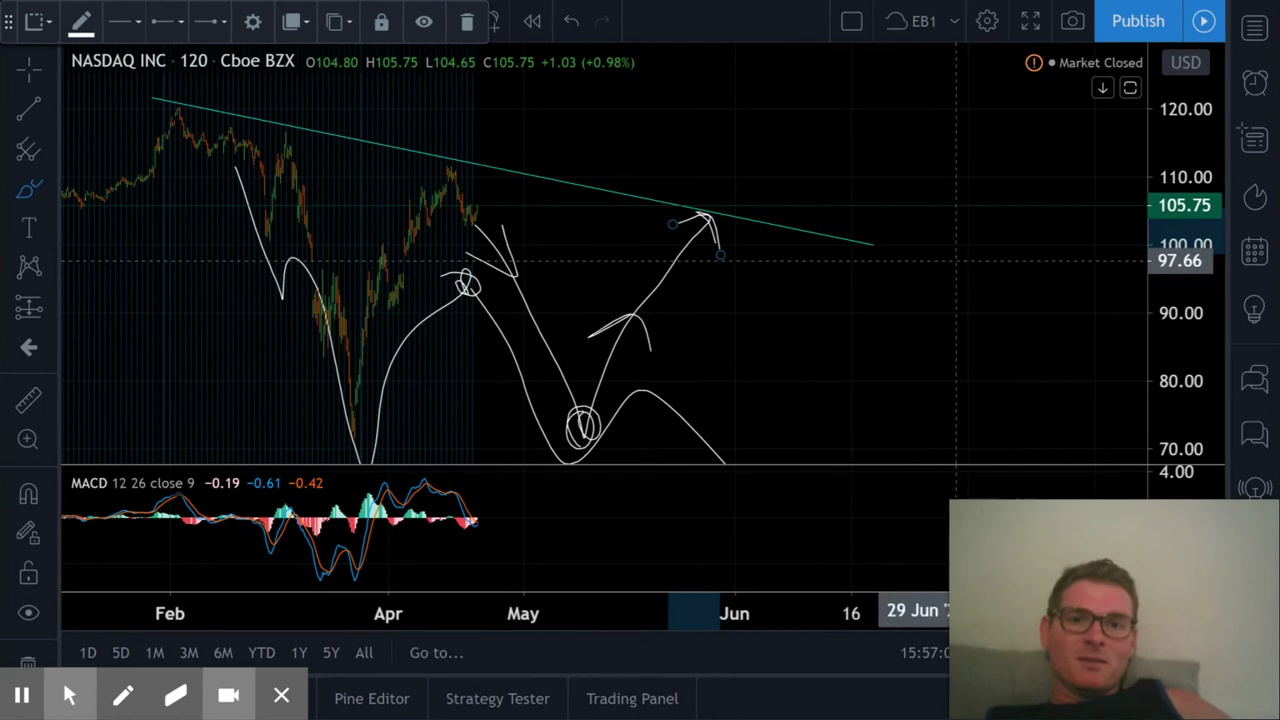 EB1
Publish
NASDAQ INC · 120 · Cboe BZX O104.80 H105.75 L104.65 C105.75 +1.03 (+0.98%)
Market Closed
USD
120.00
110.00
105.75
100.00
97.66
90.00
80.00
70.00
MACD 12 26 close 9 −0.19 −0.61 −0.42
4.00
Feb Apr May Jun 16 29 Jun '
1D 5D 1M 3M 6M YTD 1Y 5Y All Go to... 15:57:0
Pine Editor Strategy Tester Trading Panel